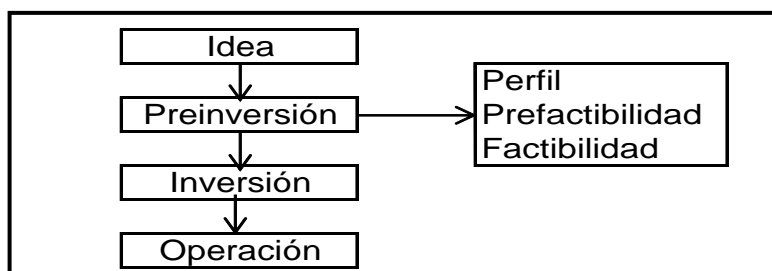 Idea
Preinversión
Perfil
Prefactibilidad
Factibilidad
Inversión
Operación